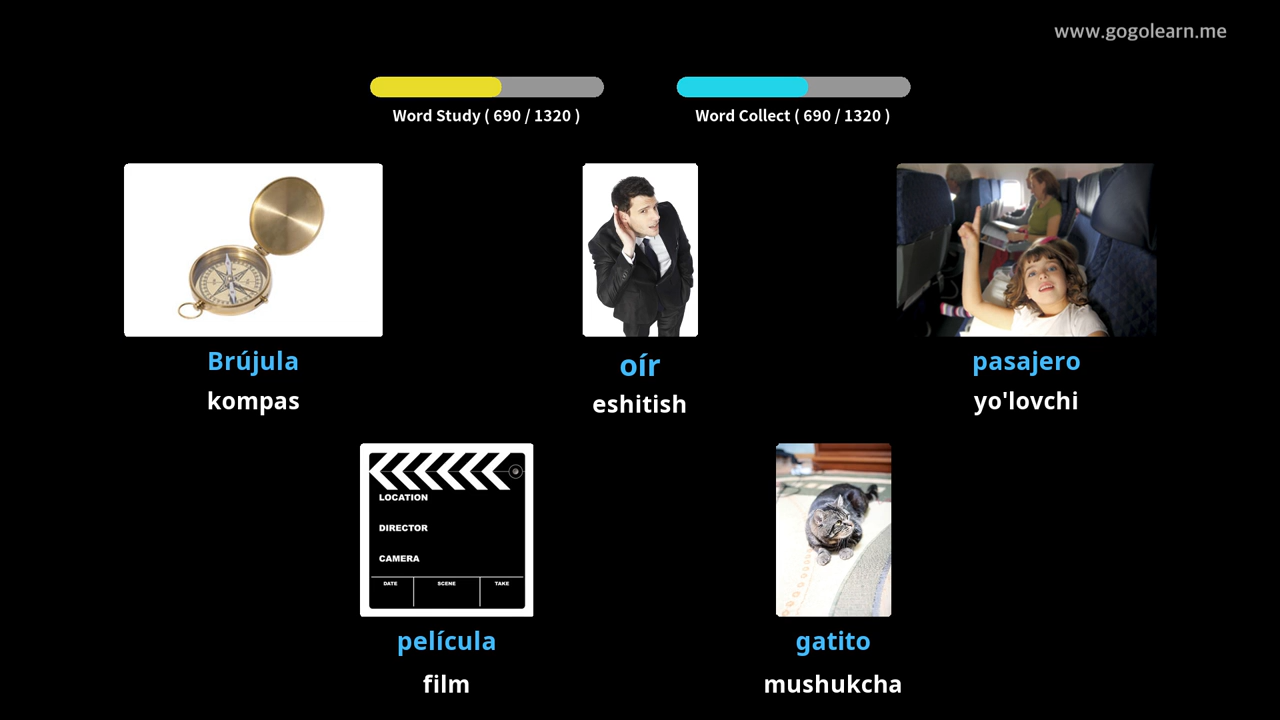 www.gogolearn.me
Word Study ( 690 / 1320 )
Word Collect ( 690 / 1320 )
Brújula
kompas
oír
eshitish
pasajero
yo'lovchi
LOCATION
DIRECTOR
CAMERA
DATE SCENE TAKE
película
film
gatito
mushukcha